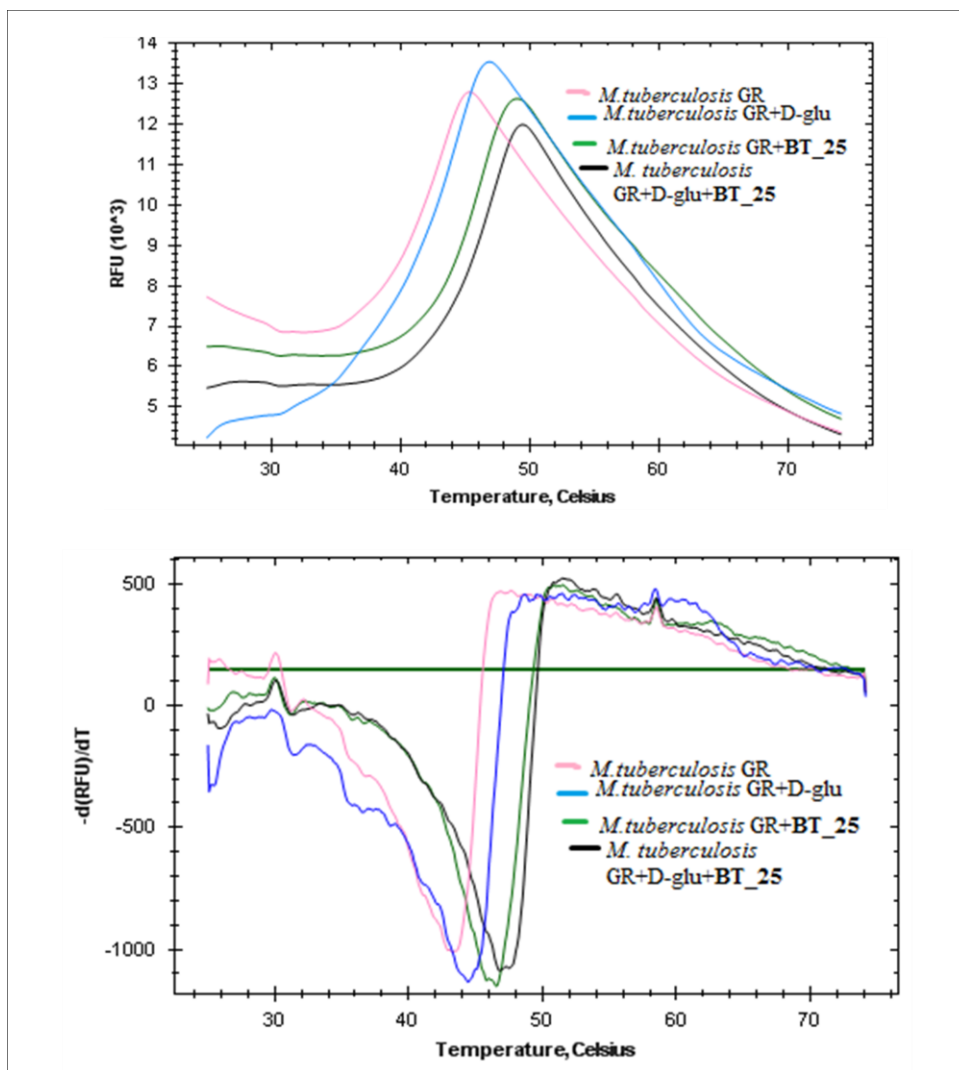 14
13
12
11
10
9
8
7
6
5
RFU (10^3)
M.tuberculosis GR
M.tuberculosis GR+D-glu
M.tuberculosis GR+BT_25
M. tuberculosis
GR+D-glu+BT_25
30 40 50 60 70
Temperature, Celsius
500
0
-500
-1000
-d(RFU)/dT
M.tuberculosis GR
M.tuberculosis GR+D-glu
M.tuberculosis GR+BT_25
M. tuberculosis
GR+D-glu+BT_25
30 40 50 60 70
Temperature, Celsius